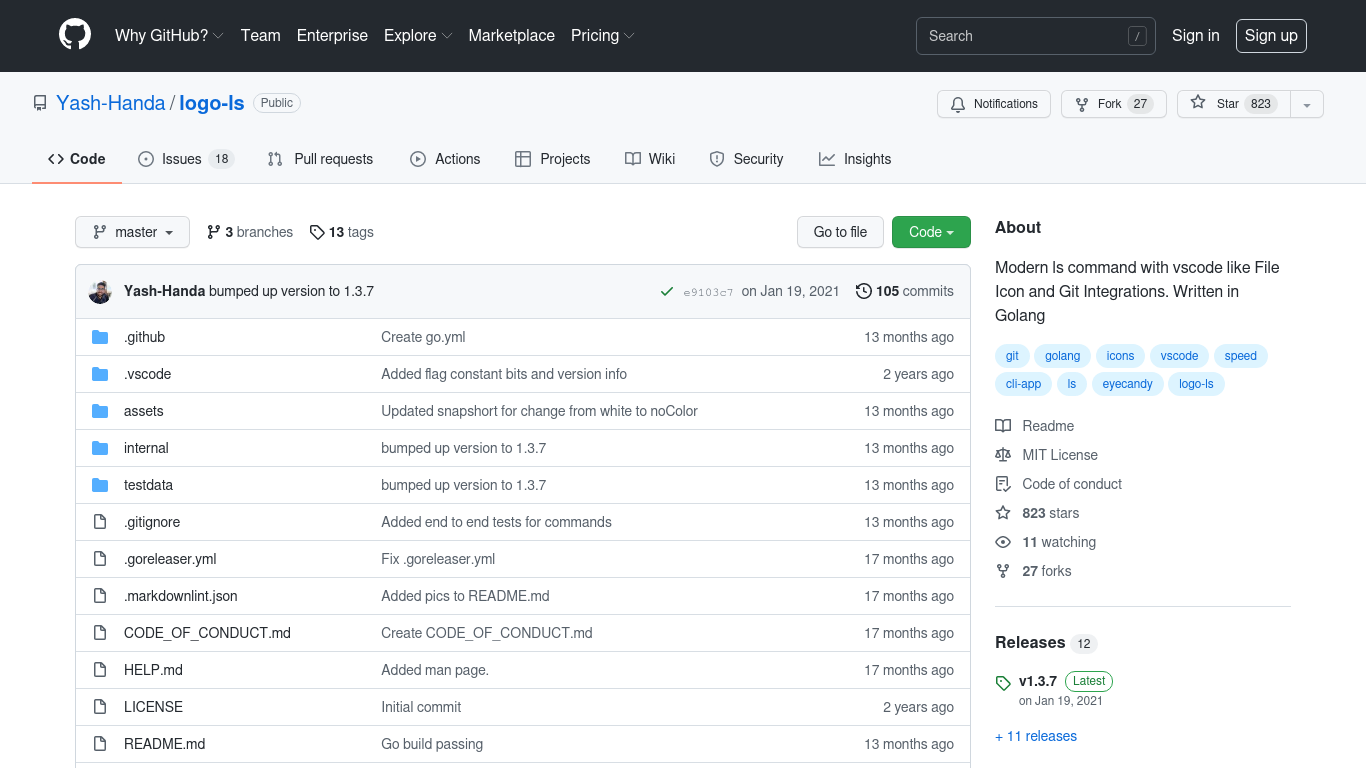 Why GitHub? Team Enterprise Explore Marketplace Pricing Search / Sign in Sign up
Yash-Handa / logo-ls Public Notifications Fork 27 Star 823
Code Issues 18 Pull requests Actions Projects Wiki Security Insights
master 3 branches 13 tags Go to file Code
Yash-Handa bumped up version to 1.3.7 e9103c7 on Jan 19, 2021 105 commits
.github Create go.yml 13 months ago
.vscode Added flag constant bits and version info 2 years ago
assets Updated snapshort for change from white to noColor 13 months ago
internal bumped up version to 1.3.7 13 months ago
testdata bumped up version to 1.3.7 13 months ago
.gitignore Added end to end tests for commands 13 months ago
.goreleaser.yml Fix .goreleaser.yml 17 months ago
.markdownlint.json Added pics to README.md 17 months ago
CODE_OF_CONDUCT.md Create CODE_OF_CONDUCT.md 17 months ago
HELP.md Added man page. 17 months ago
LICENSE Initial commit 2 years ago
README.md Go build passing 13 months ago
About
Modern ls command with vscode like File
Icon and Git Integrations. Written in
Golang
git golang icons vscode speed
cli-app ls eyecandy logo-ls
Readme
MIT License
Code of conduct
823 stars
11 watching
27 forks
Releases 12
v1.3.7 Latest
on Jan 19, 2021
+ 11 releases